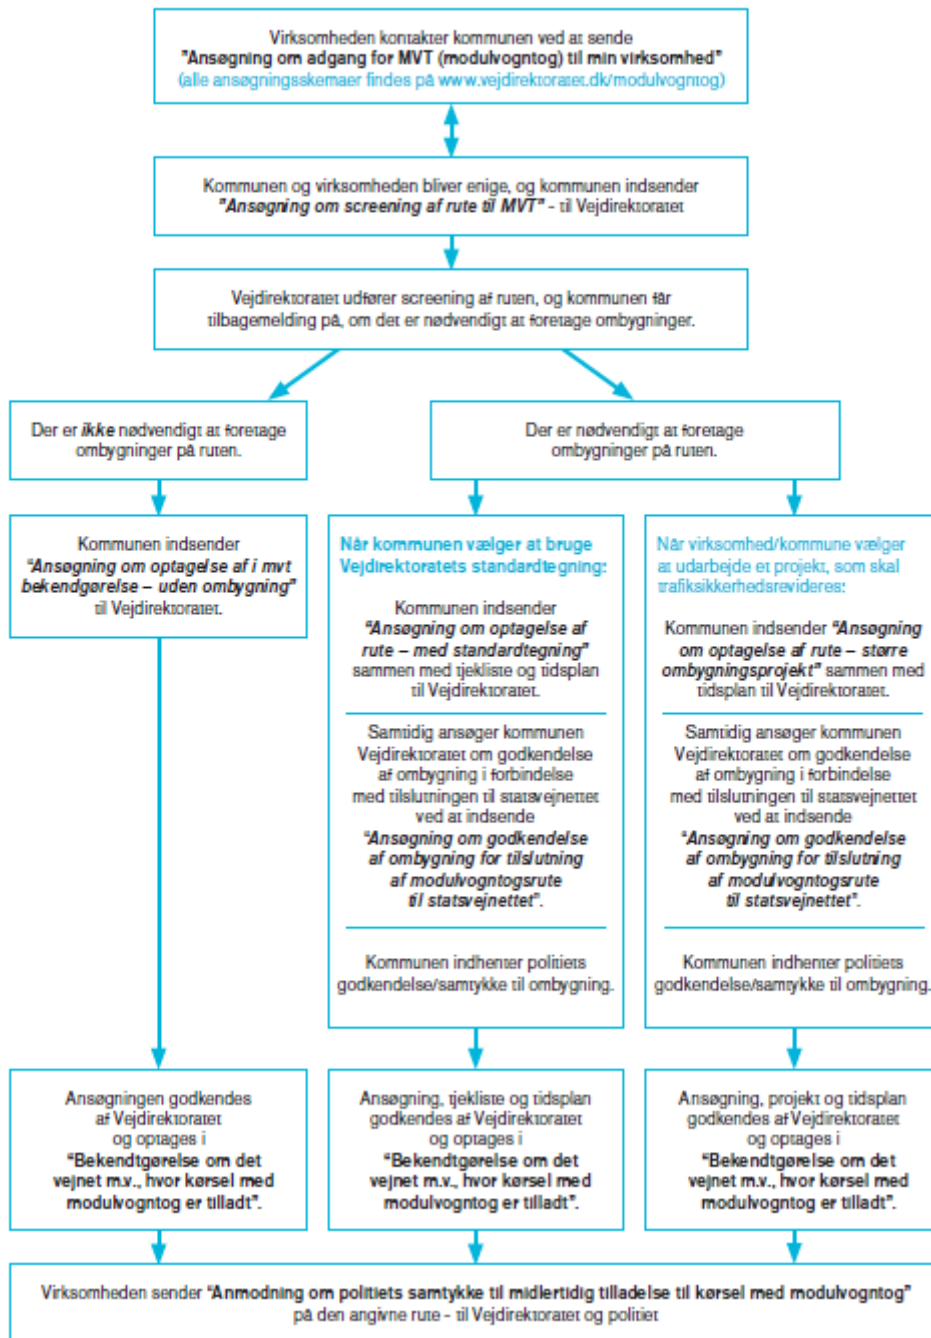 Virksomheden kontakter kommunen ved at sende
"Ansøgning om adgang for MVT (modulvogntog) til min virksomhed"
(alle ansøgningsskemaer findes på www.vejdirektoratet.dk/modulvogntog)
Kommunen og virksomheden bliver enige, og kommunen indsender
"Ansøgning om screening af rute til MVT" - til Vejdirektoratet
Vejdirektoratet udfører screening af ruten, og kommunen får
tilbagemelding på, om det er nødvendigt at foretage ombygninger.
Der er ikke nødvendigt at foretage
ombygninger på ruten.
Der er nødvendigt at foretage
ombygninger på ruten.
Kommunen indsender
"Ansøgning om optagelse af i mvt
bekendgørelse – uden ombygning"
til Vejdirektoratet.
Når kommunen vælger at bruge
Vejdirektoratets standardtegning:
Kommunen indsender
"Ansøgning om optagelse af
rute – med standardtegning"
sammen med tjekliste og tidsplan
til Vejdirektoratet.
Samtidig ansøger kommunen
Vejdirektoratet om godkendelse
af ombygning i forbindelse
med tilslutningen til statsvejnettet
ved at indsende
"Ansøgning om godkendelse
af ombygning for tilslutning
af modulvogntogsrute
til statsvejnettet".
Kommunen indhenter politiets
godkendelse/samtykke til ombygning.
Når virksomhed/kommune vælger
at udarbejde et projekt, som skal
trafiksikkerhedsrevideres:
Kommunen indsender "Ansøgning
om optagelse af rute – større
ombygningsprojekt" sammen med
tidsplan til Vejdirektoratet.
Samtidig ansøger kommunen
Vejdirektoratet om godkendelse
af ombygning i forbindelse
med tilslutningen til statsvejnettet
ved at indsende
"Ansøgning om godkendelse
af ombygning for tilslutning
af modulvogntogsrute
til statsvejnettet".
Kommunen indhenter politiets
godkendelse/samtykke til ombygning.
Ansøgningen godkendes
af Vejdirektoratet
og optages i
"Bekendtgørelse om det
vejnet m.v., hvor kørsel med
modulvogntog er tilladt".
Ansøgning, tjekliste og tidsplan
godkendes af Vejdirektoratet
og optages i
"Bekendtgørelse om det
vejnet m.v., hvor kørsel med
modulvogntog er tilladt".
Ansøgning, projekt og tidsplan
godkendes af Vejdirektoratet
og optages i
"Bekendtgørelse om det
vejnet m.v., hvor kørsel med
modulvogntog er tilladt".
Virksomheden sender "Anmodning om politiets samtykke til midlertidig tilladelse til kørsel med modulvogntog"
på den angivne rute - til Vejdirektoratet og politiet